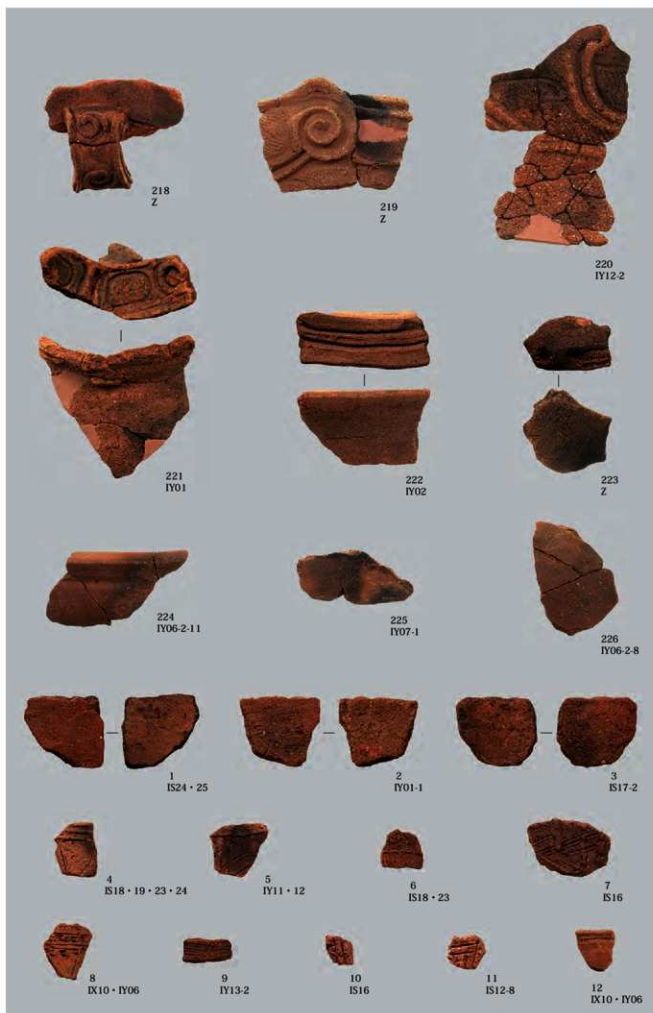 218
Z
219
Z
220
IY12-2
221
IY01
222
IY02
223
Z
224
IY06-2-11
225
IY07-1
226
IY06-2-8
1
IS24・25
2
IY01-1
3
IS17-2
4
IS18・19・23・24
5
IY11・12
6
IS18・23
7
IS16
8
IX10・IY06
9
IY13-2
10
IS16
11
IS12-8
12
IX10・IY06